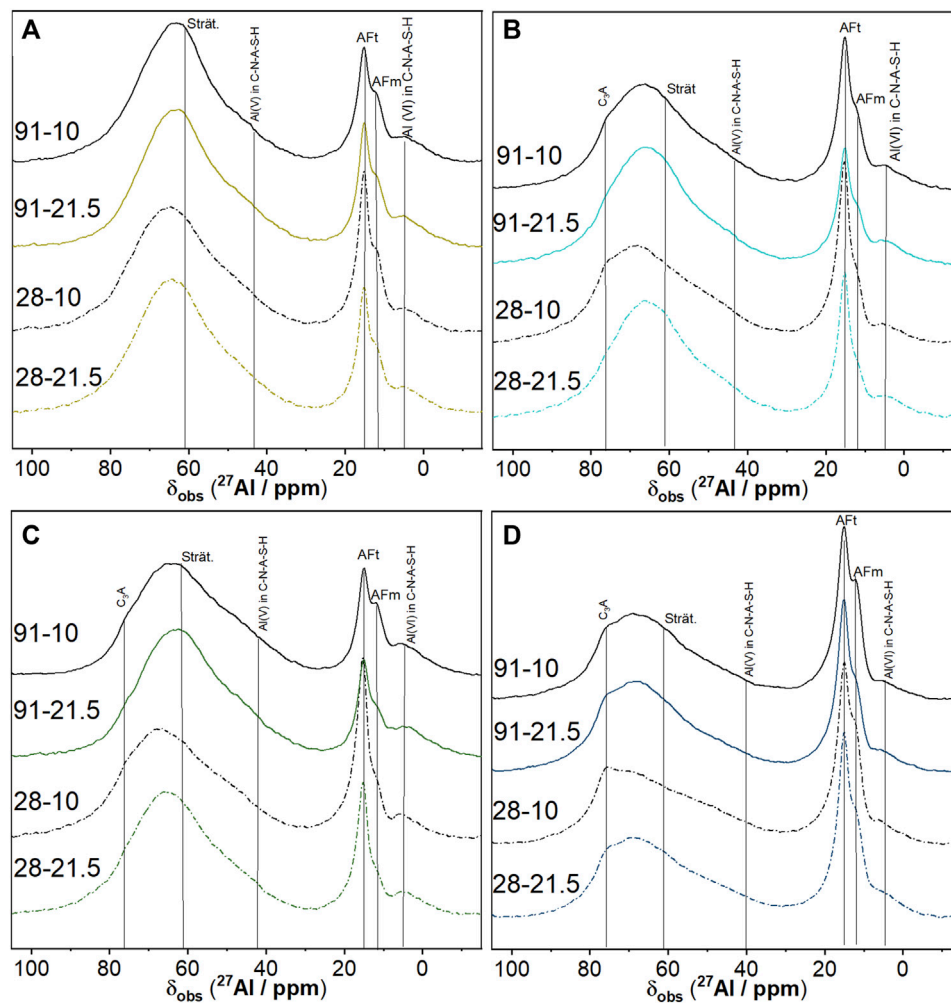 A
Strät.
Al(V) in C-N-A-S-H
AFt
AFm
Al (VI) in C-N-A-S-H
91-10
91-21.5
28-10
28-21.5
100 80 60 40 20 0
δobs (²⁷Al / ppm)
B
C₃A
Strät
Al(V) in C-N-A-S-H
AFt
AFm
Al(VI) in C-N-A-S-H
91-10
91-21.5
28-10
28-21.5
100 80 60 40 20 0
δobs (²⁷Al / ppm)
C
C₃A
Strät.
Al(V) in C-N-A-S-H
AFt
AFm
Al(VI) in C-N-A-S-H
91-10
91-21.5
28-10
28-21.5
100 80 60 40 20 0
δobs (²⁷Al / ppm)
D
C₃A
Strät.
Al(V) in C-N-A-S-H
AFt
AFm
Al(VI) in C-N-A-S-H
91-10
91-21.5
28-10
28-21.5
100 80 60 40 20 0
δobs (²⁷Al / ppm)